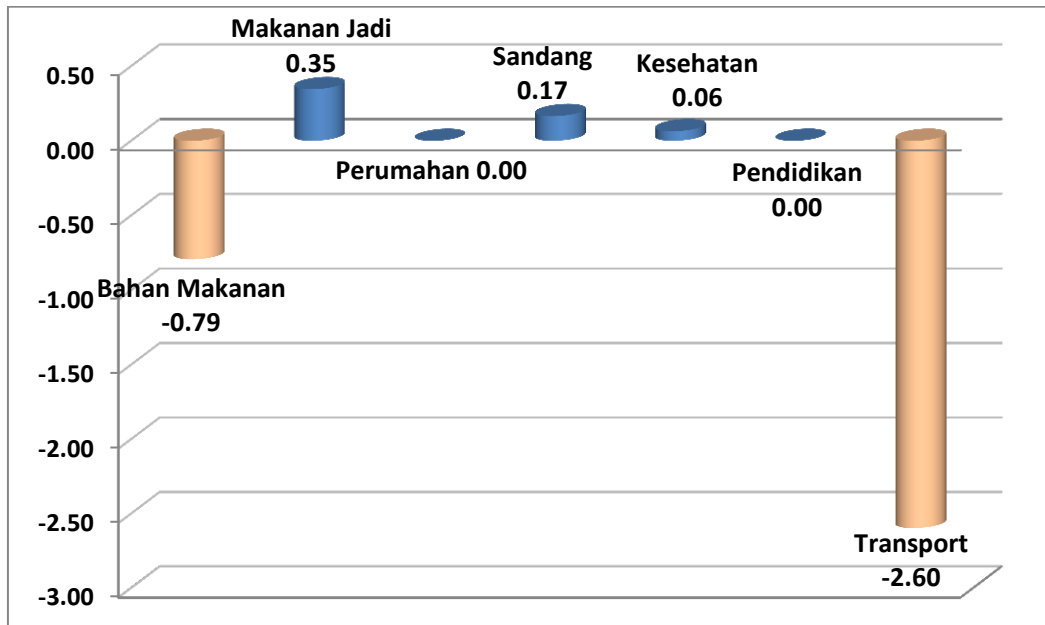 Makanan Jadi
0.35
Sandang
0.17
Kesehatan
0.06
0.50
0.00
-0.50
-1.00
-1.50
-2.00
-2.50
-3.00
Perumahan 0.00
Pendidikan
0.00
Bahan Makanan
-0.79
Transport
-2.60